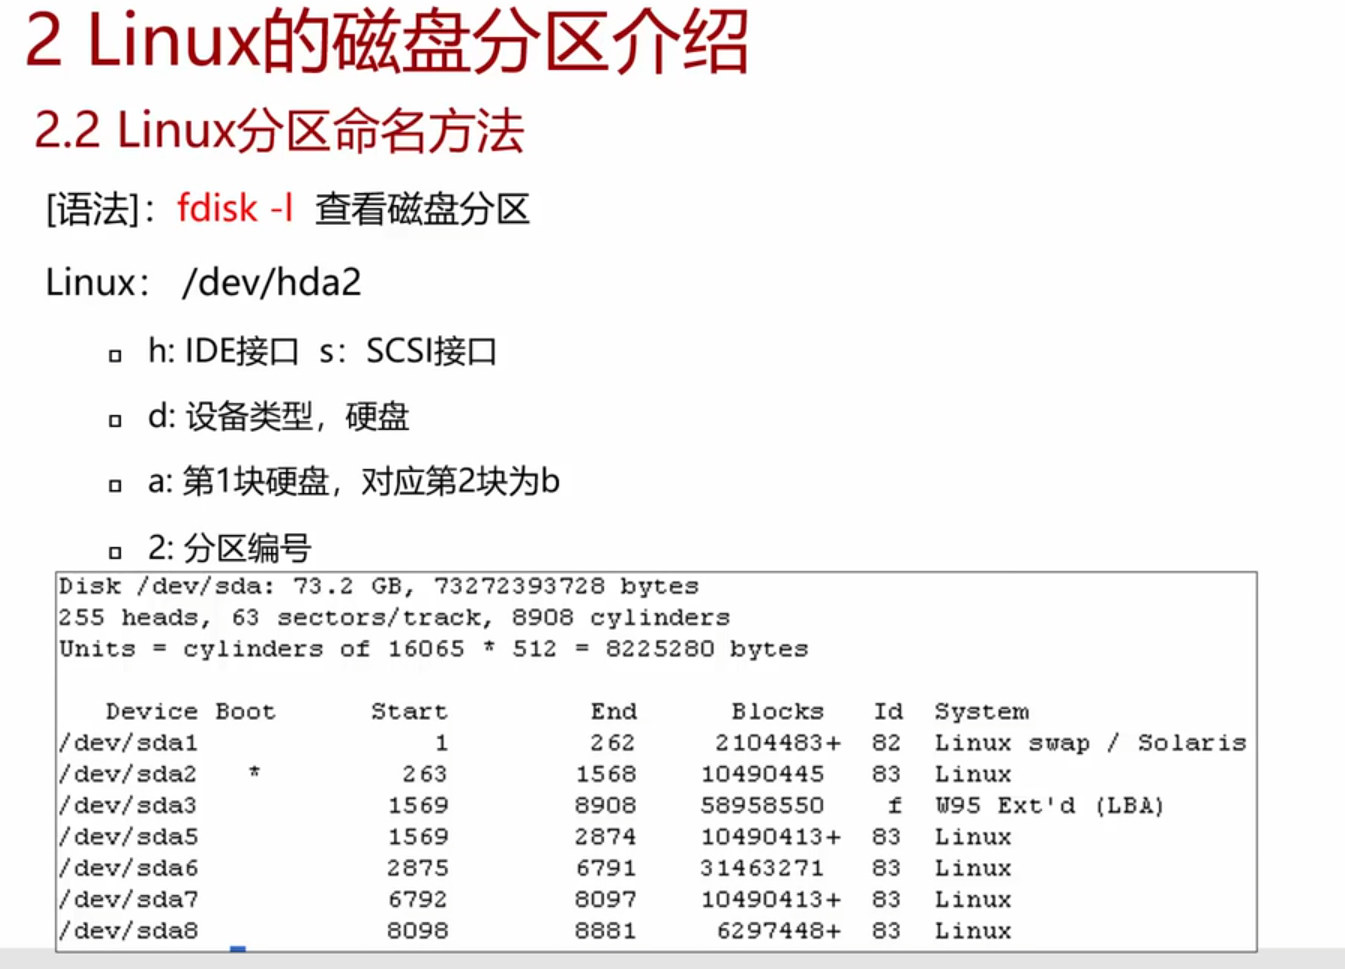 2 Linux的磁盘分区介绍
2.2 Linux分区命名方法
[语法]：fdisk -l 查看磁盘分区
Linux： /dev/hda2
h: IDE接口 s：SCSI接口
d: 设备类型，硬盘
a: 第1块硬盘，对应第2块为b
2: 分区编号
Disk /dev/sda: 73.2 GB, 73272393728 bytes
255 heads, 63 sectors/track, 8908 cylinders
Units = cylinders of 16065 * 512 = 8225280 bytes
Device Boot Start End Blocks Id System
/dev/sda1 1 262 2104483+ 82 Linux swap / Solaris
/dev/sda2 * 263 1568 10490445 83 Linux
/dev/sda3 1569 8908 58958550 f W95 Ext'd (LBA)
/dev/sda5 1569 2874 10490413+ 83 Linux
/dev/sda6 2875 6791 31463271 83 Linux
/dev/sda7 6792 8097 10490413+ 83 Linux
/dev/sda8 8098 8881 6297448+ 83 Linux